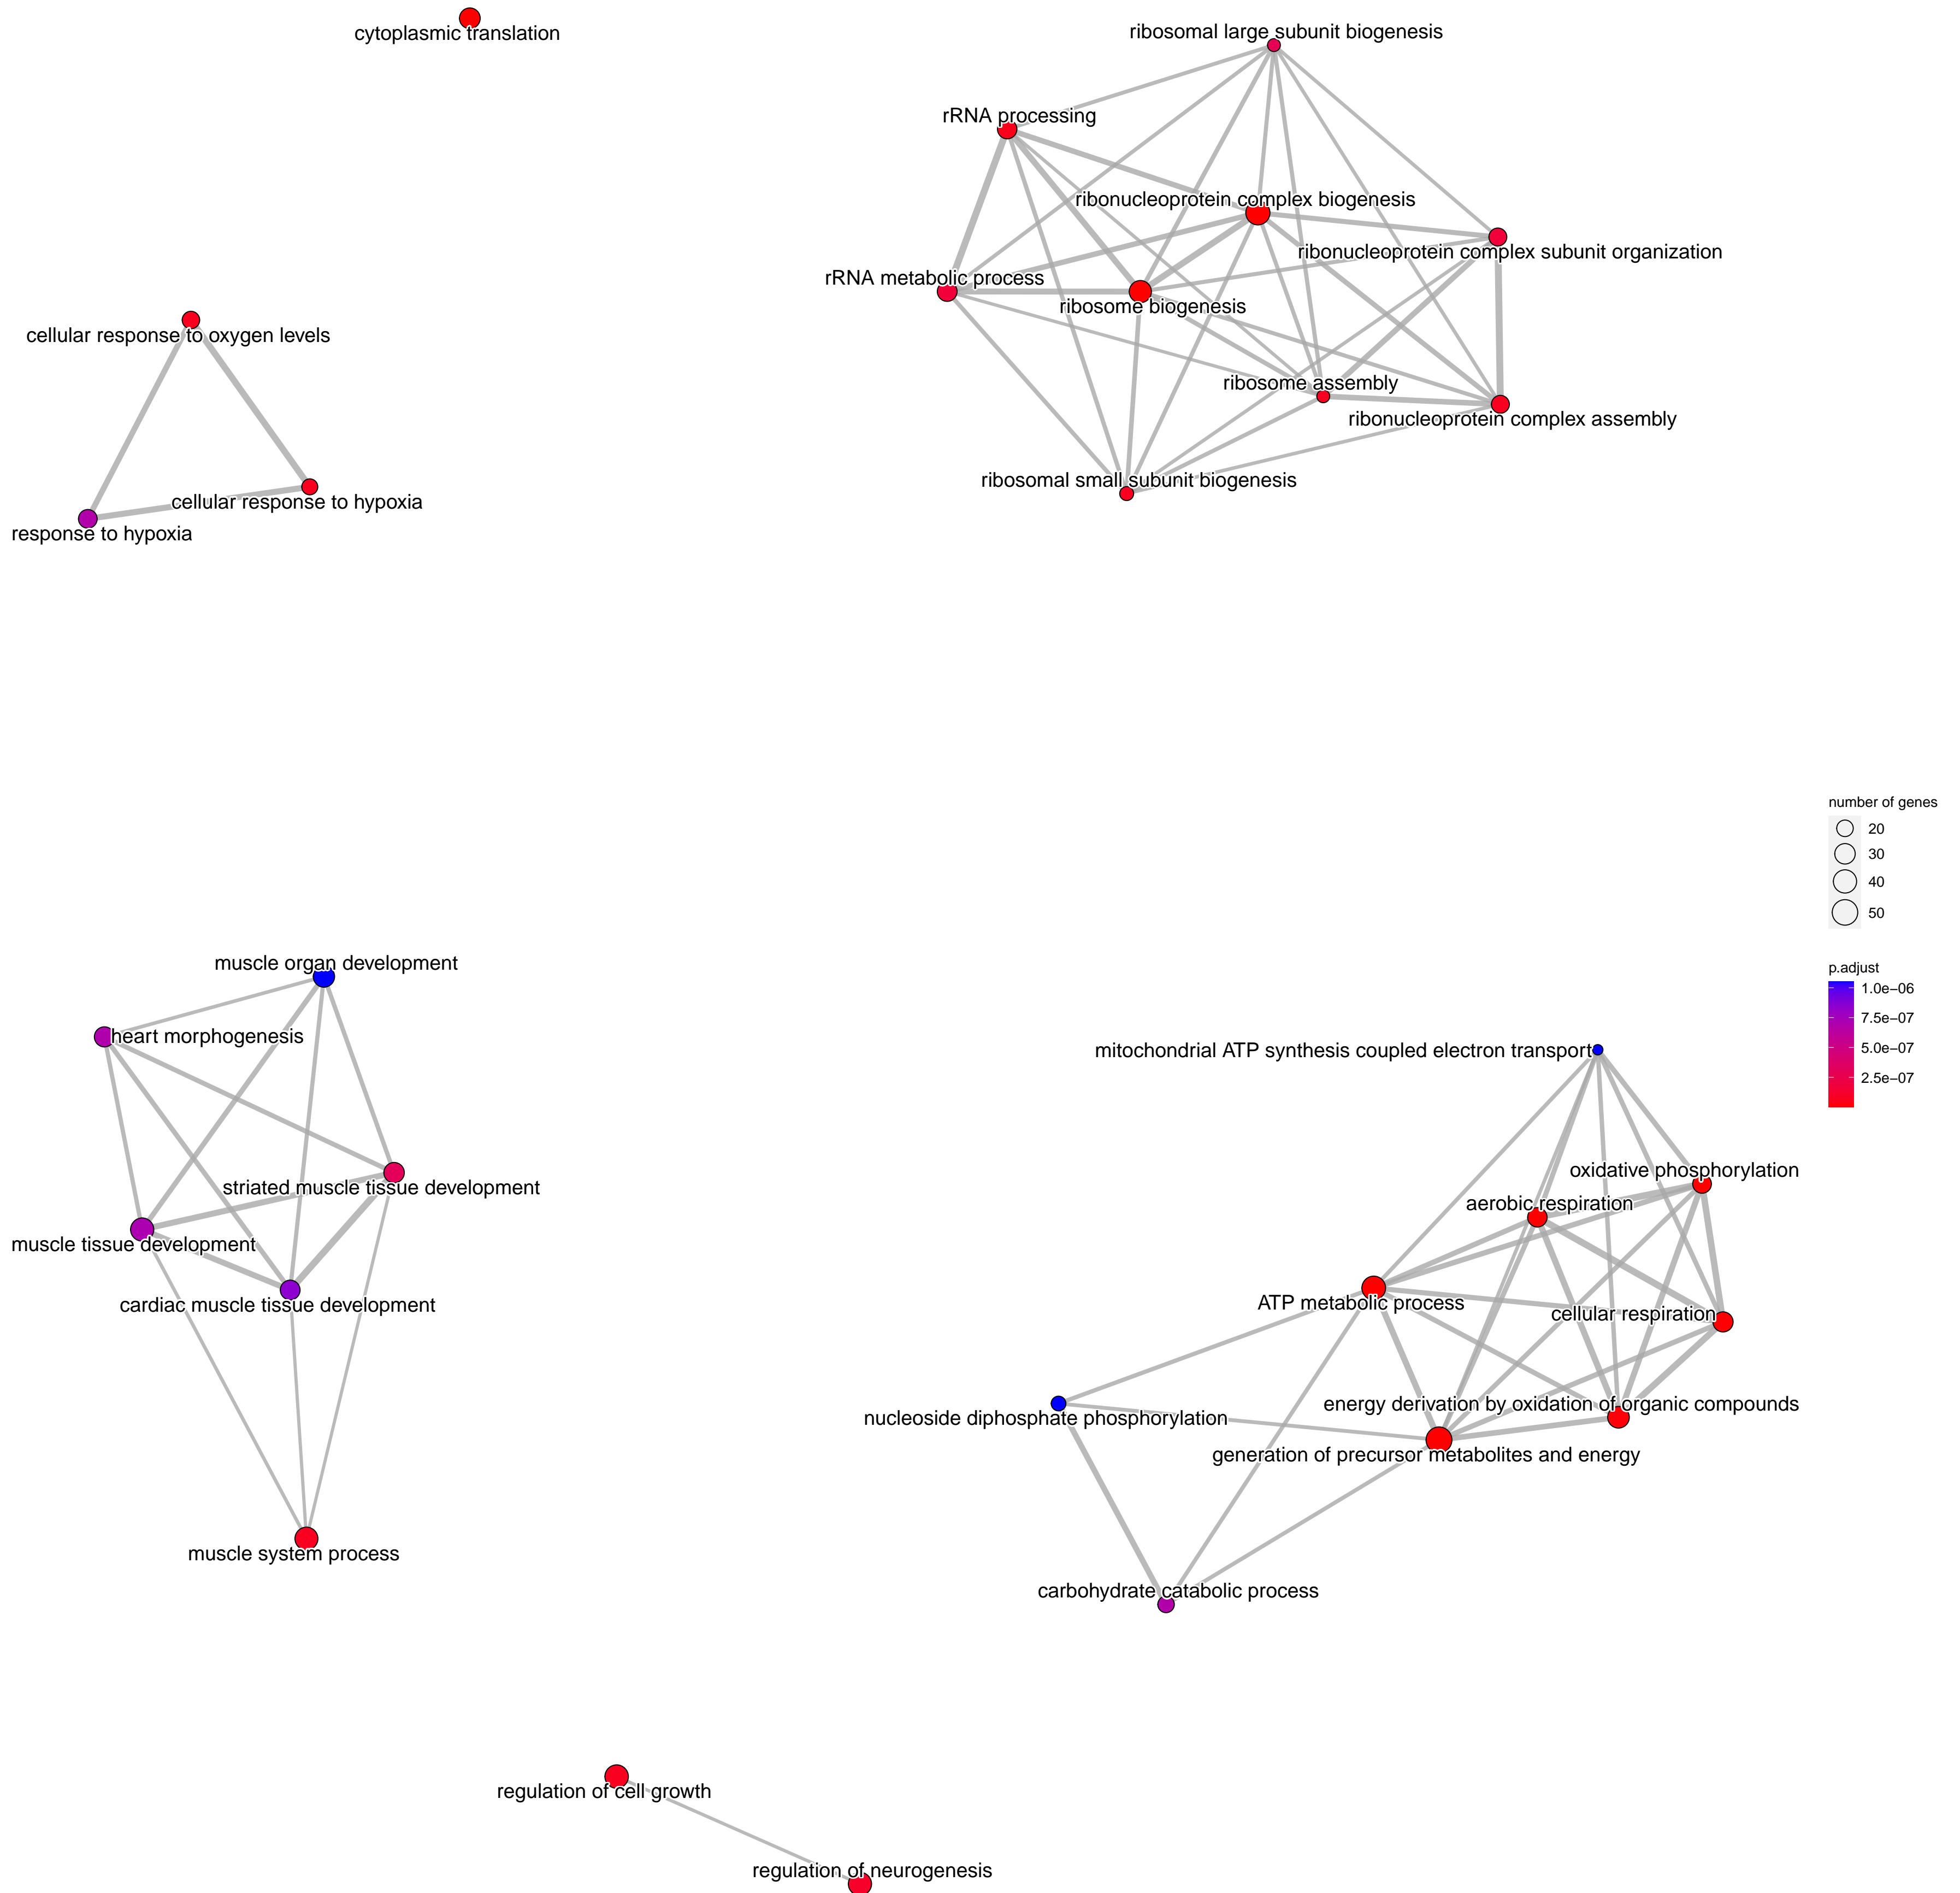 cytoplasmic translation
ribosomal large subunit biogenesis
rRNA processing
ribonucleoprotein complex biogenesis
ribonucleoprotein complex subunit organization
rRNA metabolic process
ribosome biogenesis
cellular response to oxygen levels
ribosome assembly
ribonucleoprotein complex assembly
ribosomal small subunit biogenesis
cellular response to hypoxia
response to hypoxia
number of genes
20
30
40
50
p.adjust
1.0e−06
7.5e−07
5.0e−07
2.5e−07
muscle organ development
heart morphogenesis
mitochondrial ATP synthesis coupled electron transport
oxidative phosphorylation
striated muscle tissue development
aerobic respiration
muscle tissue development
ATP metabolic process
cardiac muscle tissue development
cellular respiration
energy derivation by oxidation of organic compounds
nucleoside diphosphate phosphorylation
generation of precursor metabolites and energy
muscle system process
carbohydrate catabolic process
regulation of cell growth
regulation of neurogenesis